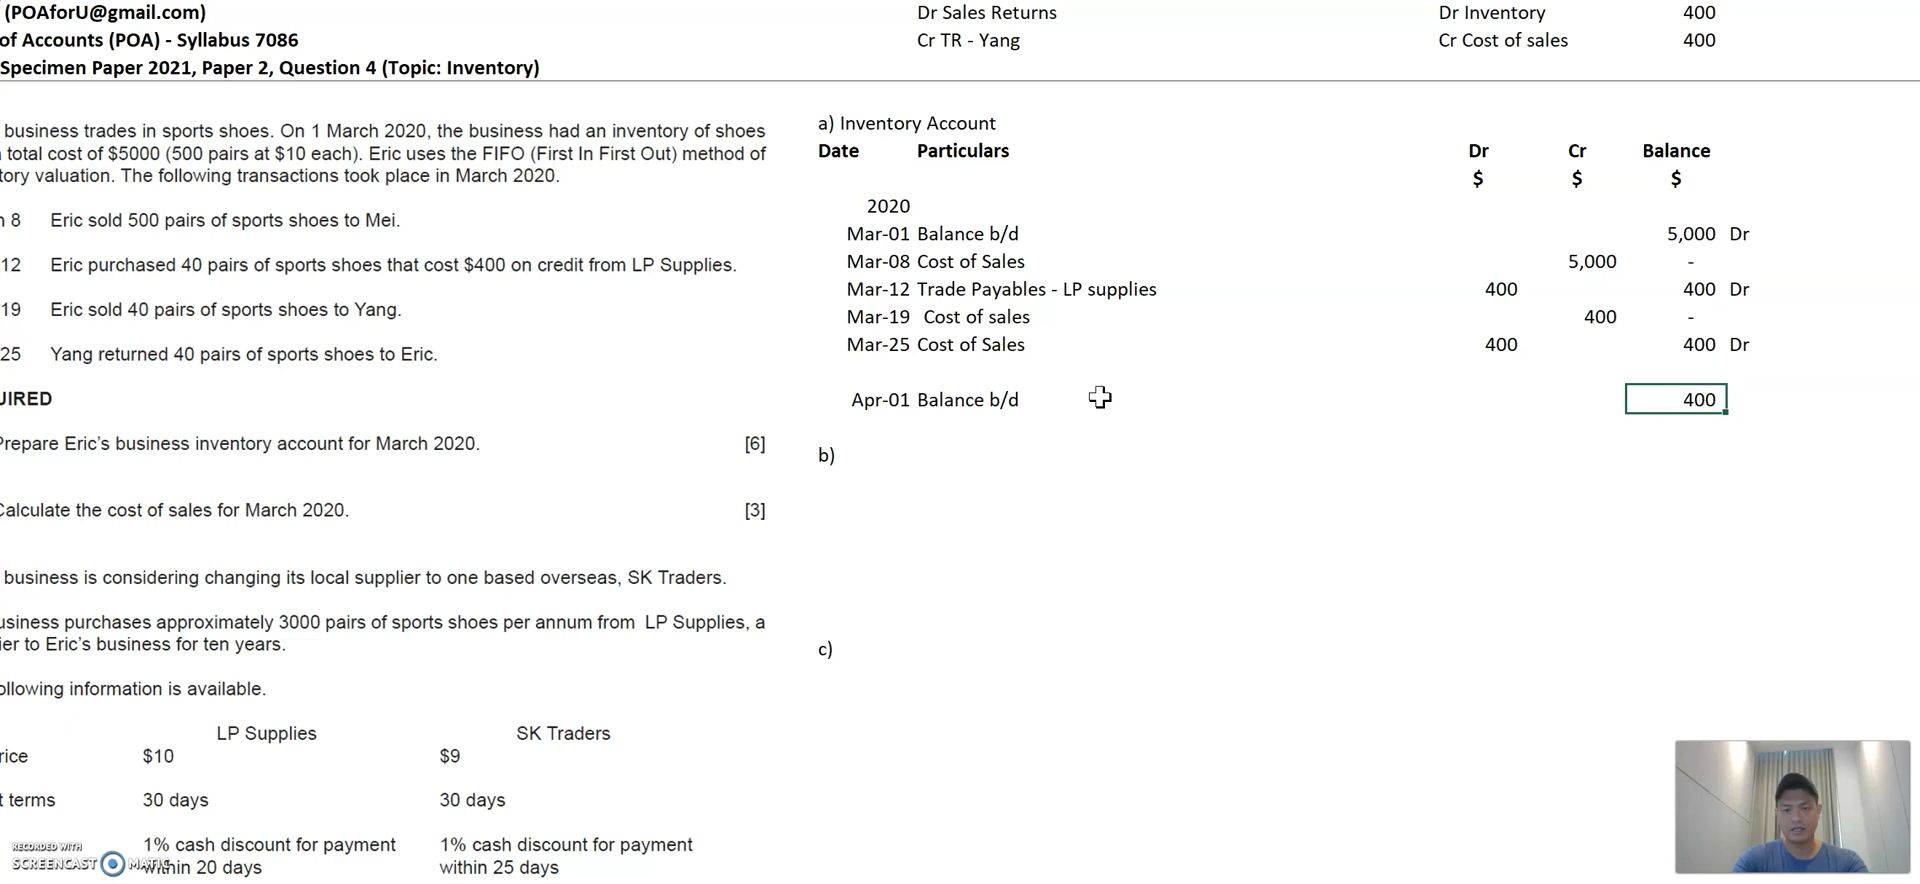 (POAforU@gmail.com)
of Accounts (POA) - Syllabus 7086
Specimen Paper 2021, Paper 2, Question 4 (Topic: Inventory)
Dr Sales Returns
Cr TR - Yang
Dr Inventory 400
Cr Cost of sales 400
business trades in sports shoes. On 1 March 2020, the business had an inventory of shoes
total cost of $5000 (500 pairs at $10 each). Eric uses the FIFO (First In First Out) method of
tory valuation. The following transactions took place in March 2020.
8 Eric sold 500 pairs of sports shoes to Mei.
12 Eric purchased 40 pairs of sports shoes that cost $400 on credit from LP Supplies.
19 Eric sold 40 pairs of sports shoes to Yang.
25 Yang returned 40 pairs of sports shoes to Eric.
UIRED
Prepare Eric's business inventory account for March 2020. [6]
Calculate the cost of sales for March 2020. [3]
business is considering changing its local supplier to one based overseas, SK Traders.
usiness purchases approximately 3000 pairs of sports shoes per annum from LP Supplies, a
ier to Eric's business for ten years.
ollowing information is available.
LP Supplies SK Traders
rice $10 $9
t terms 30 days 30 days
1% cash discount for payment 1% cash discount for payment
within 20 days within 25 days
a) Inventory Account
Date Particulars Dr Cr Balance
$ $ $
2020
Mar-01 Balance b/d 5,000 Dr
Mar-08 Cost of Sales 5,000 -
Mar-12 Trade Payables - LP supplies 400 400 Dr
Mar-19 Cost of sales 400 -
Mar-25 Cost of Sales 400 400 Dr
Apr-01 Balance b/d 400
b)
c)
RECORDED WITH
SCREENCAST MATIC